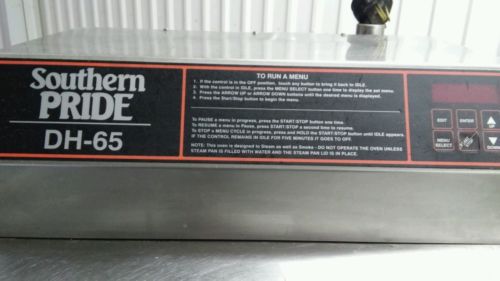 Southern
PRIDE
DH-65
TO RUN A MENU
1. If the control is in the OFF position, touch any button to bring it back to IDLE.
2. With the control in IDLE, press the MENU SELECT button one time to display the set menu.
3. Press the ARROW UP or ARROW DOWN buttons until the desired menu is displayed.
4. Press the Start/Stop button to begin the menu.
To PAUSE a menu in progress, press the START/STOP button one time.
To RESUME a menu in Pause, press START/STOP a second time to resume.
To STOP a MENU CYCLE in progress, press and HOLD the START/STOP button until IDLE appears.
IF THE CONTROL REMAINS IN IDLE FOR FIVE MINUTES IT GOES TO OFF.
NOTE: This oven is designed to Steam as well as Smoke - DO NOT OPERATE THE OVEN UNLESS
STEAM PAN IS FILLED WITH WATER AND THE STEAM PAN LID IS IN PLACE.
EDIT
ENTER
MENU
SELECT
DOWN